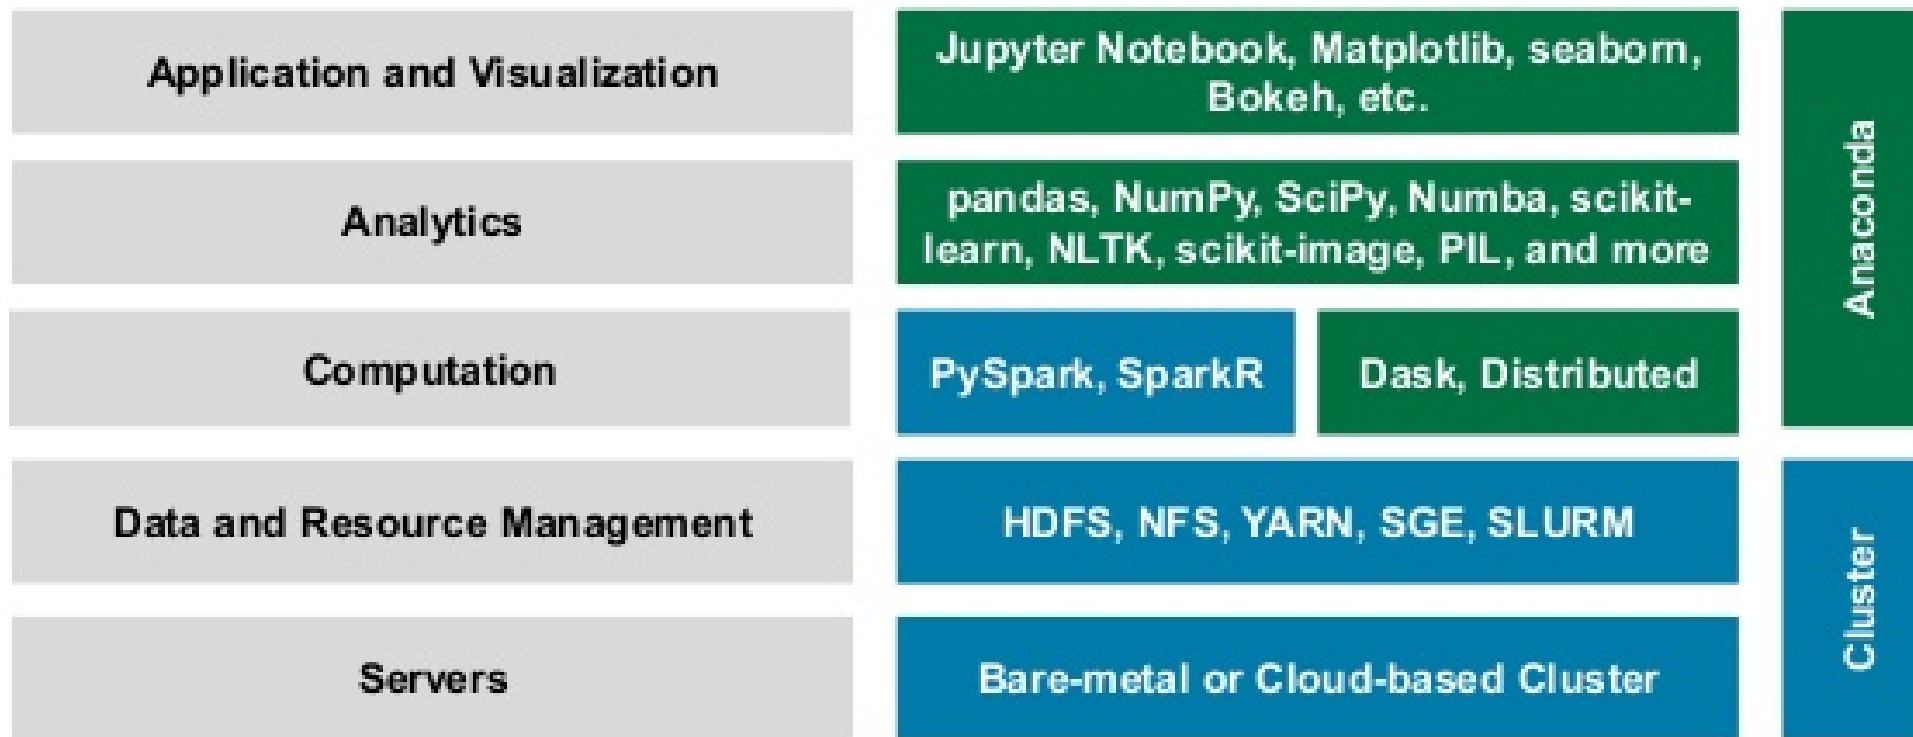 Application and Visualization
Jupyter Notebook, Matplotlib, seaborn,
Bokeh, etc.
Analytics
pandas, NumPy, SciPy, Numba, scikit-
learn, NLTK, scikit-image, PIL, and more
Anaconda
Computation
PySpark, SparkR
Dask, Distributed
Data and Resource Management
HDFS, NFS, YARN, SGE, SLURM
Cluster
Servers
Bare-metal or Cloud-based Cluster